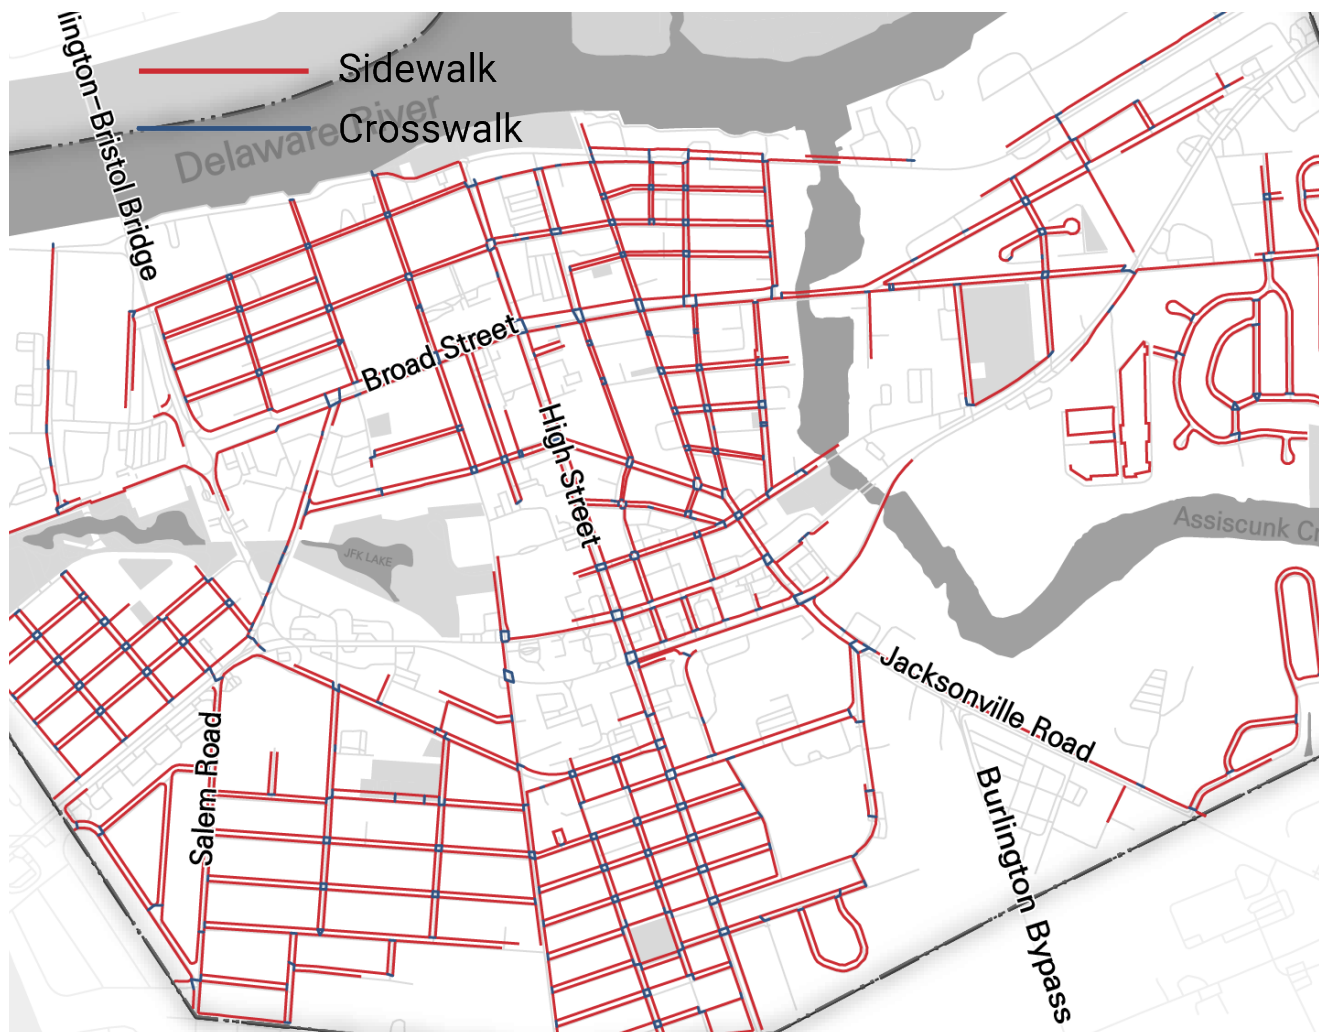 lington-Bristol Bridge
Sidewalk
Crosswalk
Delaware River
Broad Street
High Street
Assiscunk Cr
JFK LAKE
Jacksonville Road
Salem Road
Burlington Bypass